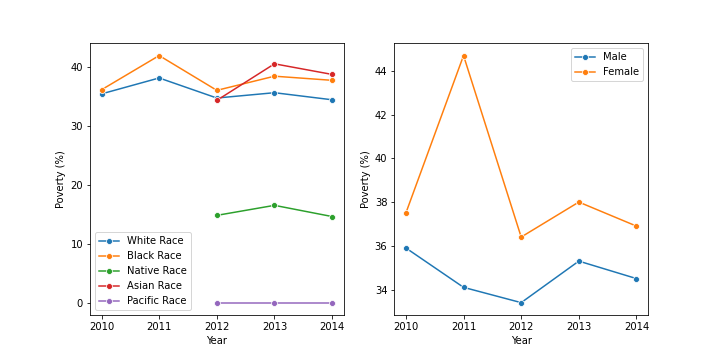 40
30
20
10
0
Poverty (%)
White Race
Black Race
Native Race
Asian Race
Pacific Race
2010 2011 2012 2013 2014
Year
44
42
40
38
36
34
Poverty (%)
Male
Female
2010 2011 2012 2013 2014
Year